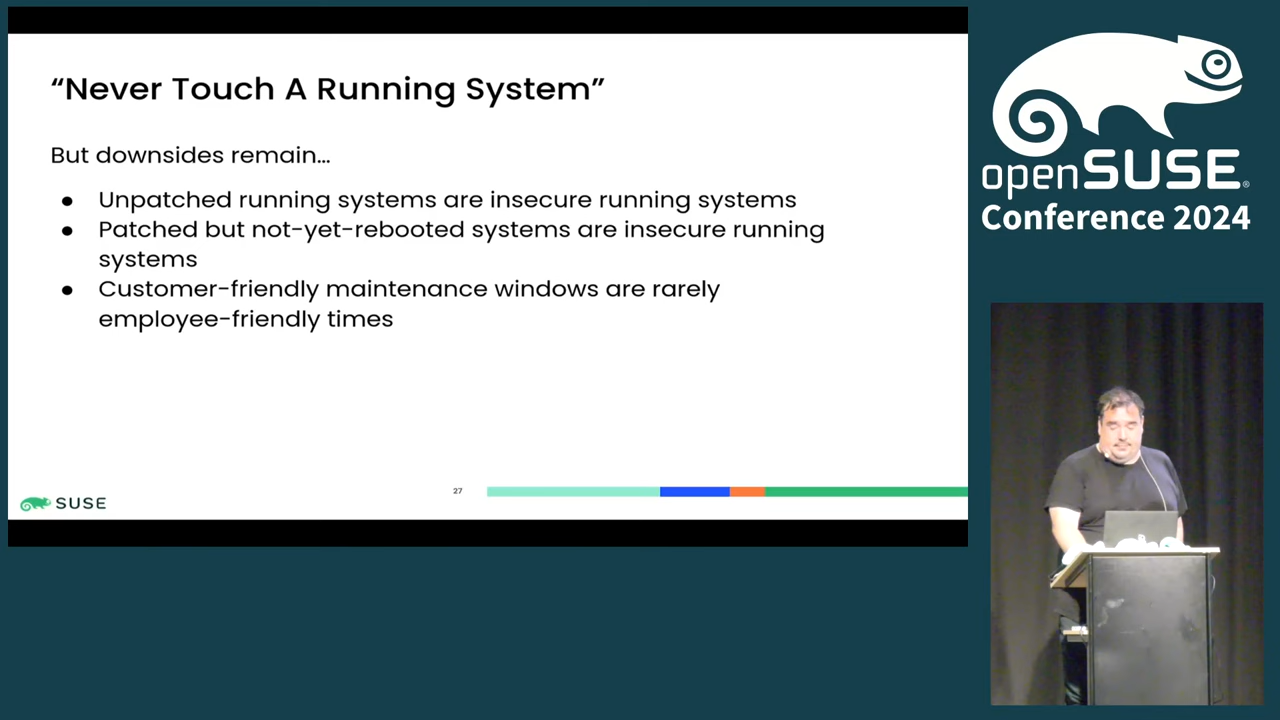 “Never Touch A Running System”
But downsides remain...
● Unpatched running systems are insecure running systems
● Patched but not-yet-rebooted systems are insecure running
systems
● Customer-friendly maintenance windows are rarely
employee-friendly times
27
SUSE
openSUSE®
Conference 2024